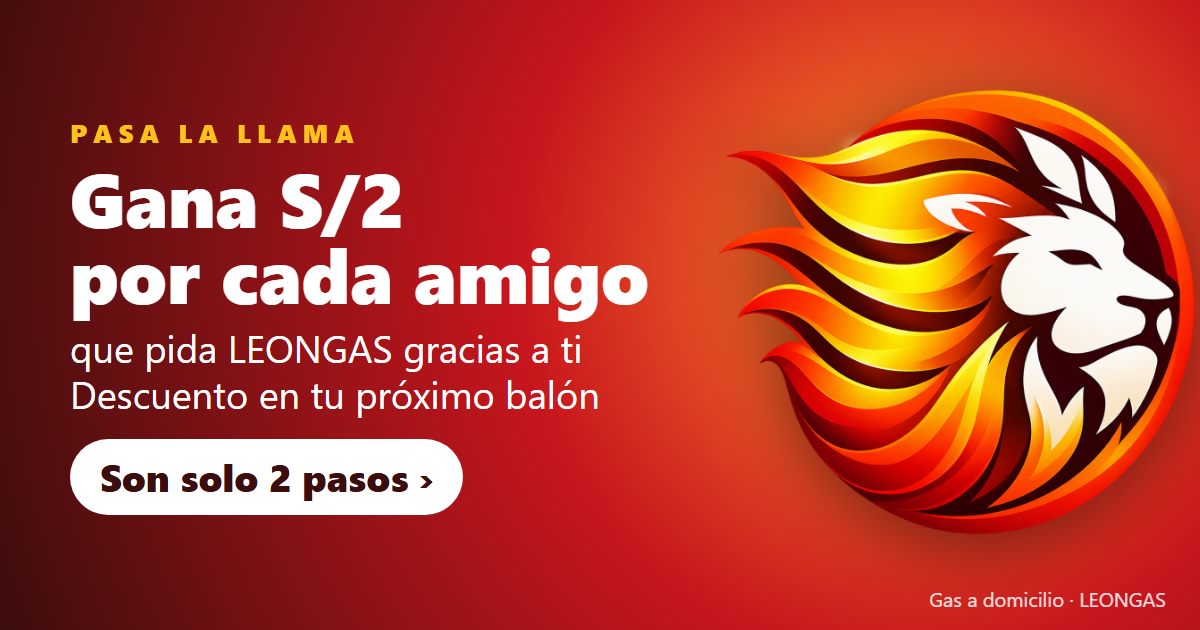 PASA LA LLAMA
Gana S/2
por cada amigo
que pida LEONGAS gracias a ti
Descuento en tu próximo balón
Son solo 2 pasos ›
Gas a domicilio · LEONGAS